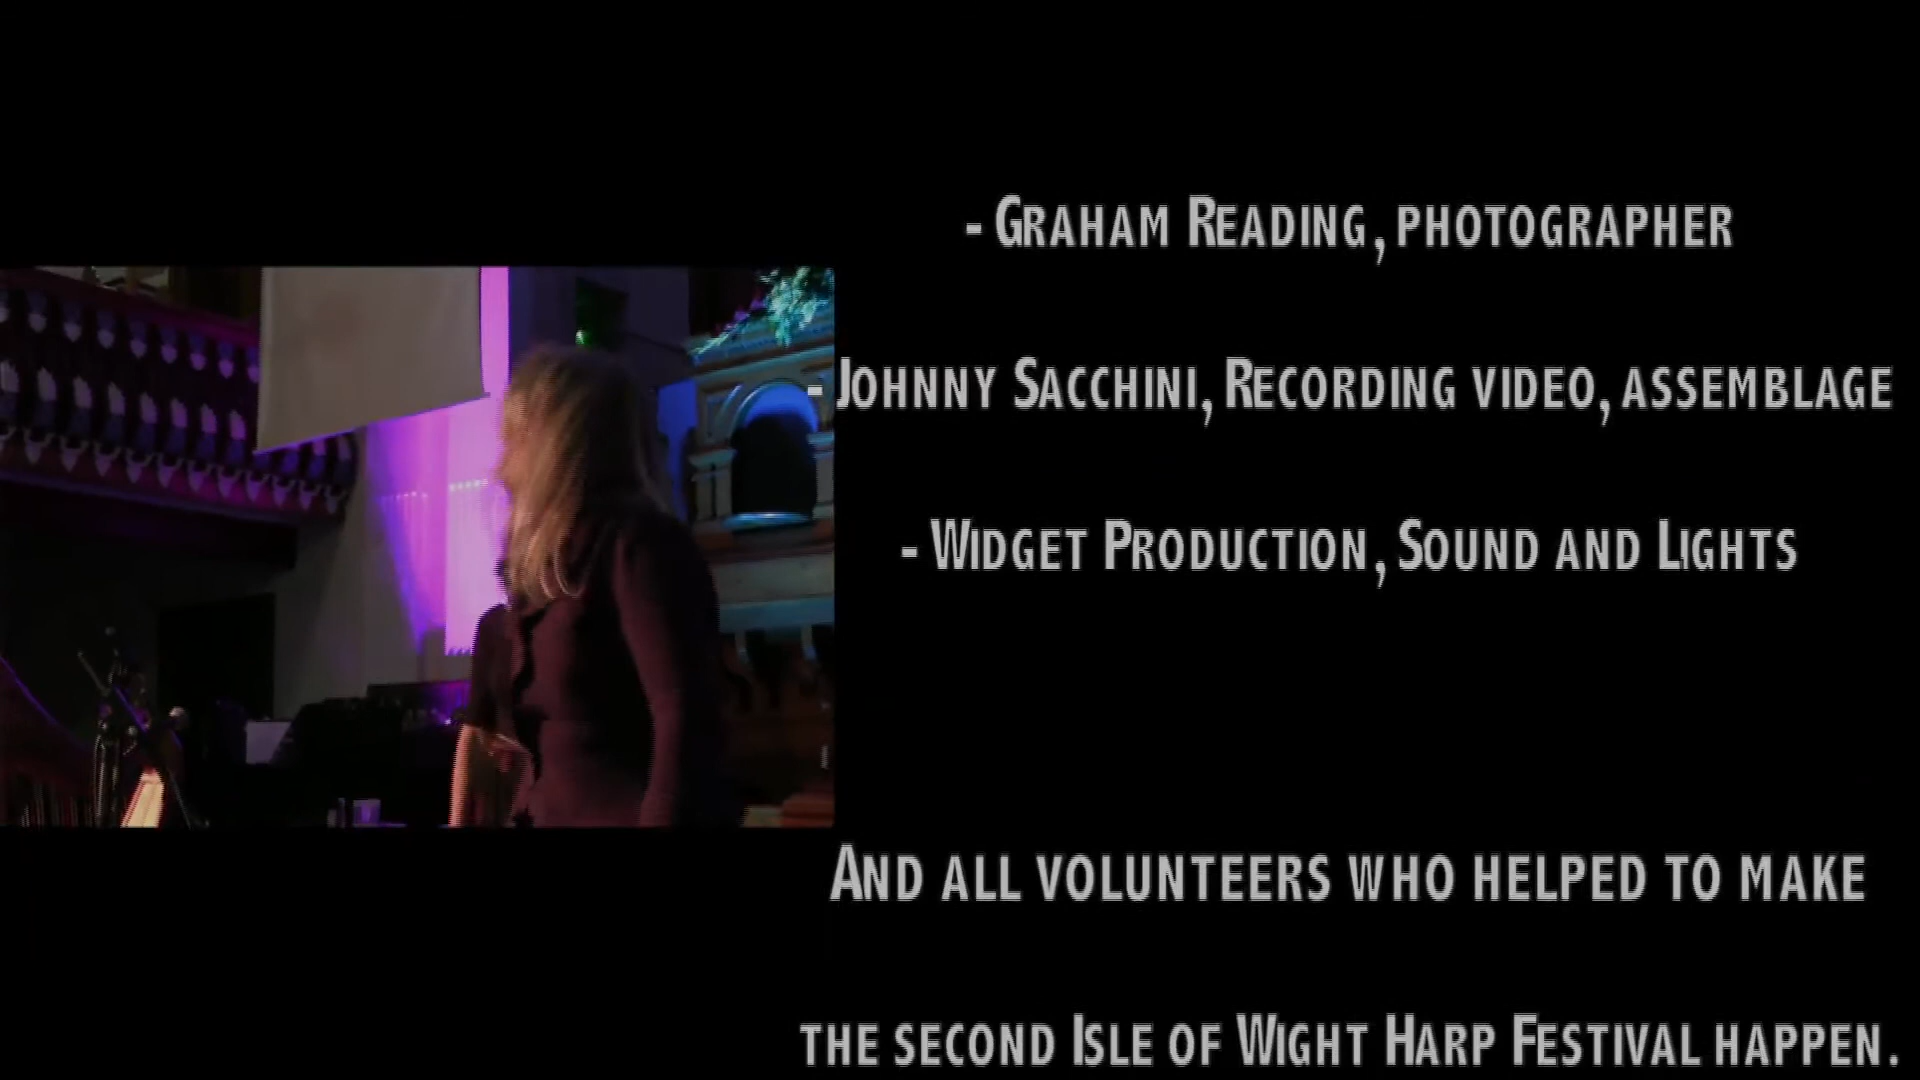 - Graham Reading, photographer
- Johnny Sacchini, Recording video, assemblage
- Widget Production, Sound and Lights
And all volunteers who helped to make
the second Isle of Wight Harp Festival happen.